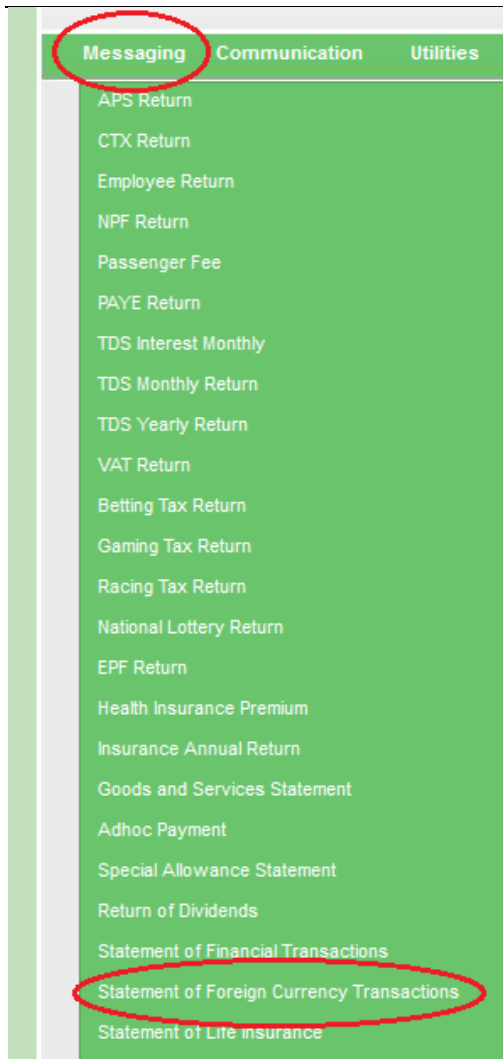 Messaging Communication Utilities
APS Return
CTX Return
Employee Return
NPF Return
Passenger Fee
PAYE Return
TDS Interest Monthly
TDS Monthly Return
TDS Yearly Return
VAT Return
Betting Tax Return
Gaming Tax Return
Racing Tax Return
National Lottery Return
EPF Return
Health Insurance Premium
Insurance Annual Return
Goods and Services Statement
Adhoc Payment
Special Allowance Statement
Return of Dividends
Statement of Financial Transactions
Statement of Foreign Currency Transactions
Statement of Life Insurance